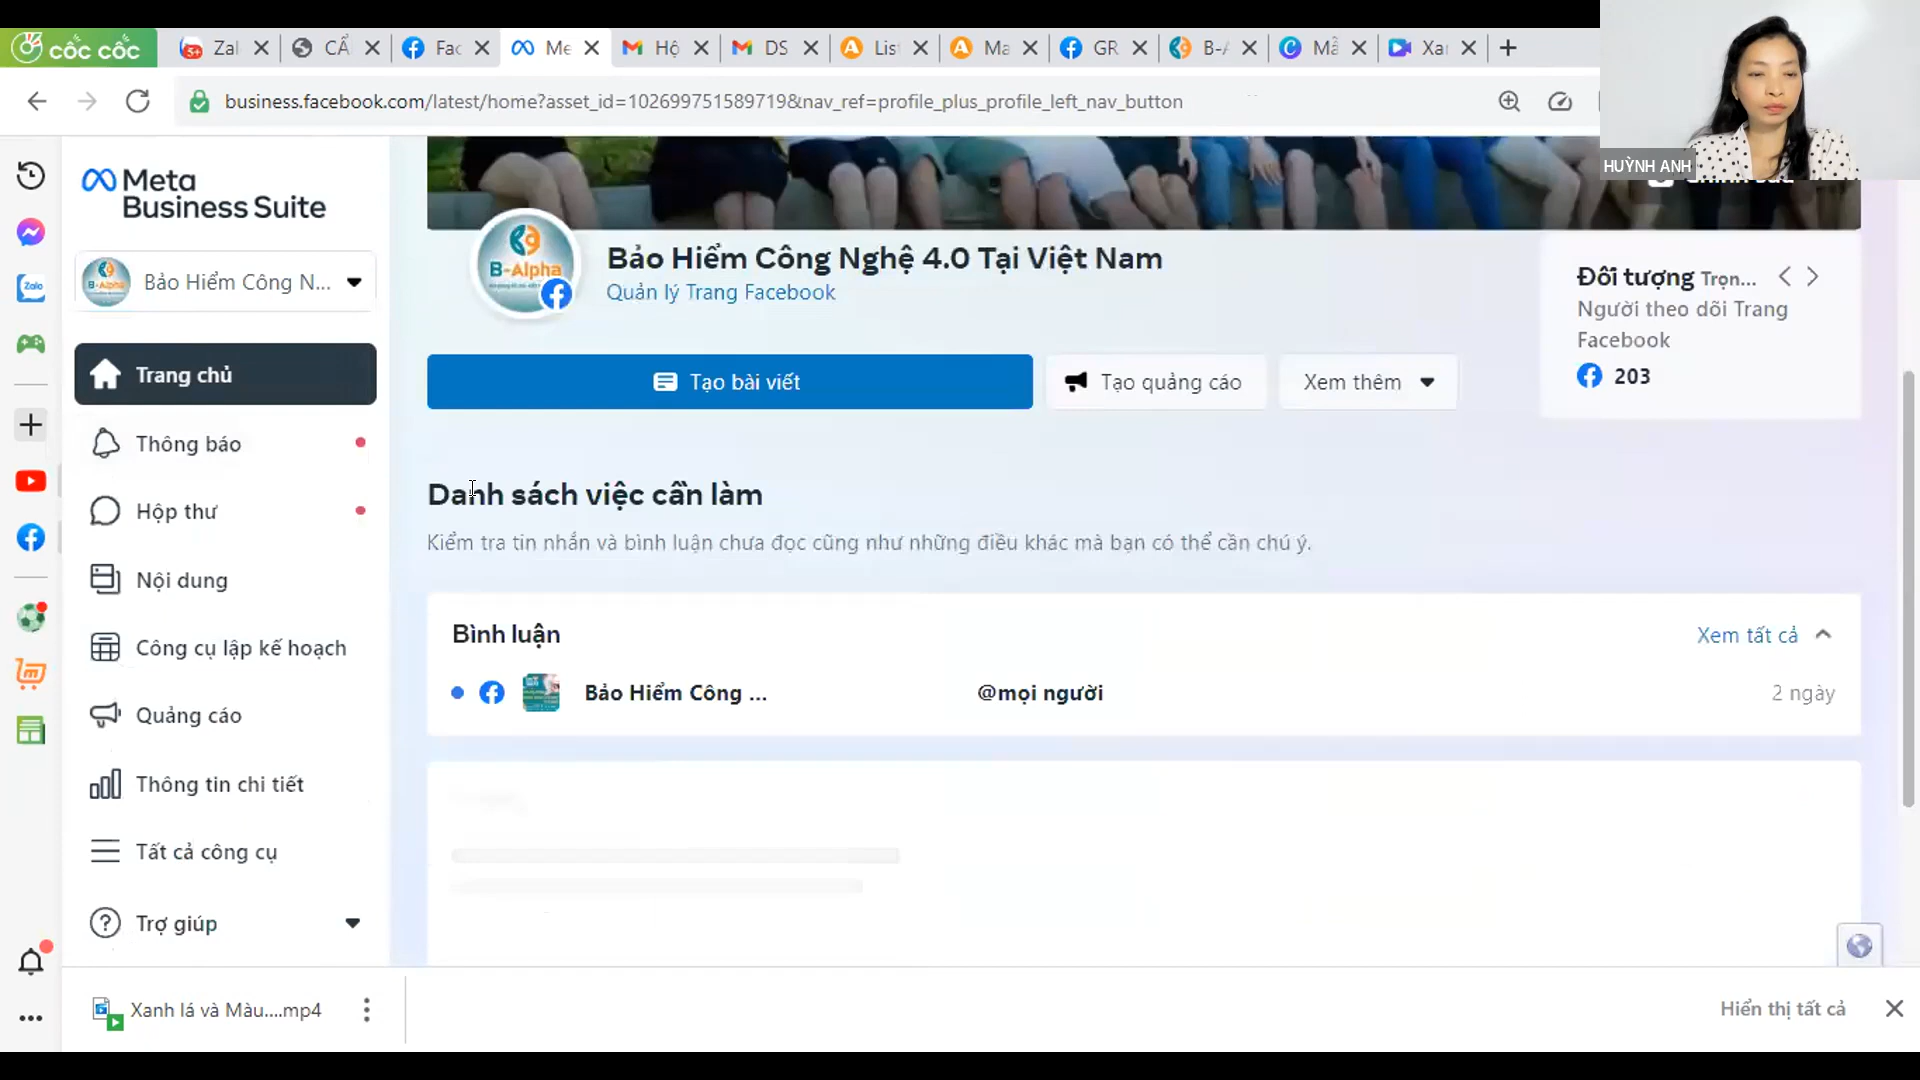 cốc cốc
Zal
CẨ
Fac
Me
Hộ
DS
Lis
Ma
GR
B-A
Mẫ
Xa
business.facebook.com/latest/home?asset_id=102699751589719&nav_ref=profile_plus_profile_left_nav_button
HUỲNH ANH
Meta
Business Suite
Bảo Hiểm Công N...
Trang chủ
Thông báo
Hộp thư
Nội dung
Công cụ lập kế hoạch
Quảng cáo
Thông tin chi tiết
Tất cả công cụ
Trợ giúp
B-Alpha
Bảo Hiểm Công Nghệ 4.0 Tại Việt Nam
Quản lý Trang Facebook
Tạo bài viết
Tạo quảng cáo
Xem thêm
Đối tượng Trọn...
Người theo dõi Trang
Facebook
203
Danh sách việc cần làm
Kiểm tra tin nhắn và bình luận chưa đọc cũng như những điều khác mà bạn có thể cần chú ý.
Bình luận
Xem tất cả
Bảo Hiểm Công ...
@mọi người
2 ngày
Xanh lá và Màu....mp4
Hiển thị tất cả